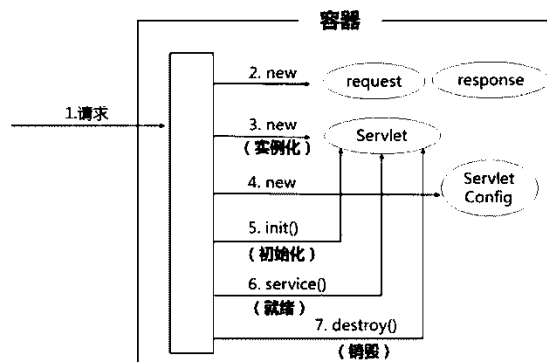 容器
2. new
request
response
1.请求
3. new
（实例化）
Servlet
4. new
Servlet
Config
5. init()
（初始化）
6. service()
（就绪）
7. destroy()
（销毁）